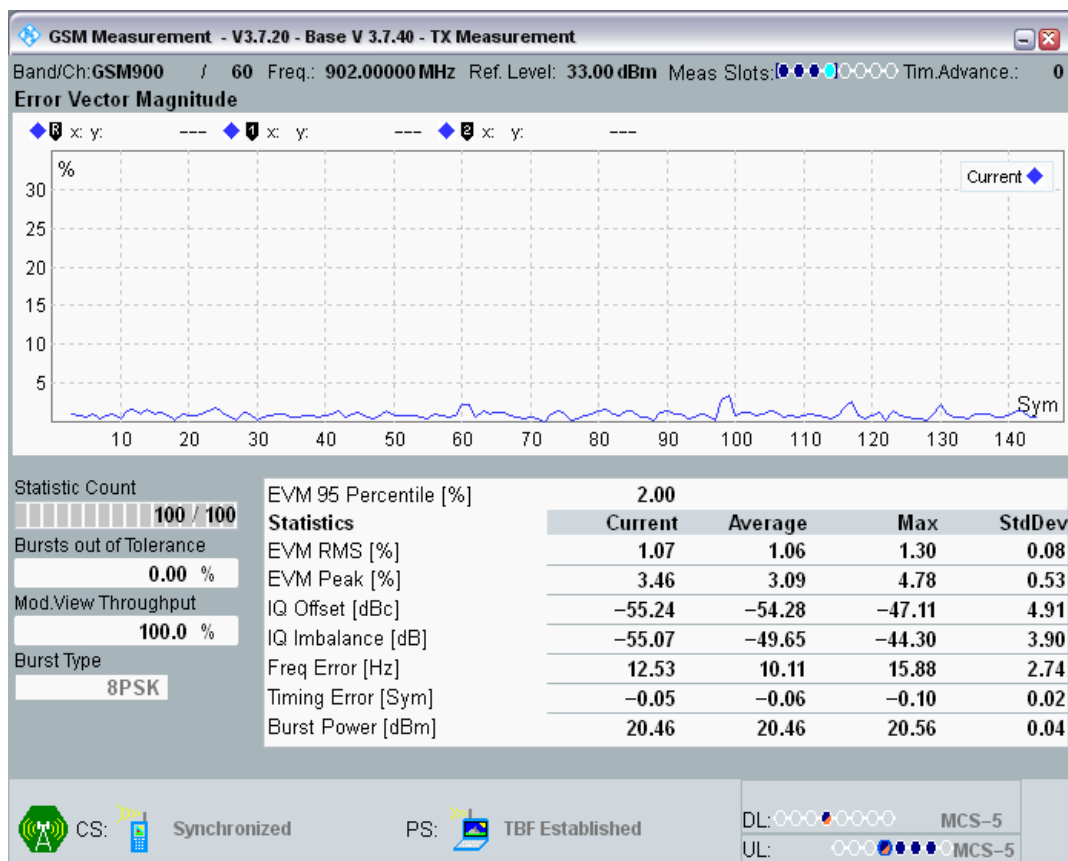 GSM Measurement - V3.7.20 - Base V 3.7.40 - TX Measurement
Band/Ch:GSM900 / 60 Freq.: 902.00000 MHz Ref. Level: 33.00 dBm Meas Slots: Tim.Advance.: 0
Error Vector Magnitude
R x: y: --- 1 x: y: --- 2 x: y: ---
%
Current
30
25
20
15
10
5
Sym
10 20 30 40 50 60 70 80 90 100 110 120 130 140
Statistic Count
100 / 100
Bursts out of Tolerance
0.00 %
Mod.View Throughput
100.0 %
Burst Type
8PSK
EVM 95 Percentile [%] 2.00
Statistics Current Average Max StdDev
EVM RMS [%] 1.07 1.06 1.30 0.08
EVM Peak [%] 3.46 3.09 4.78 0.53
IQ Offset [dBc] −55.24 −54.28 −47.11 4.91
IQ Imbalance [dB] −55.07 −49.65 −44.30 3.90
Freq Error [Hz] 12.53 10.11 15.88 2.74
Timing Error [Sym] −0.05 −0.06 −0.10 0.02
Burst Power [dBm] 20.46 20.46 20.56 0.04
CS: Synchronized PS: TBF Established
DL: MCS−5
UL: MCS−5